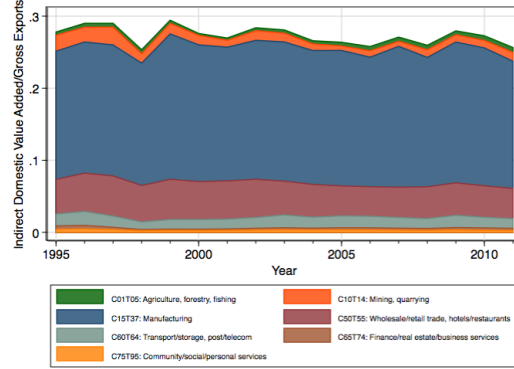 Indirect Domestic Value Added/Gross Exports
.3
.2
.1
0
1995
2000
2005
2010
Year
C01T05: Agriculture, forestry, fishing
C10T14: Mining, quarrying
C15T37: Manufacturing
C50T55: Wholesale/retail trade, hotels/restaurants
C60T64: Transport/storage, post/telecom
C65T74: Finance/real estate/business services
C75T95: Community/social/personal services